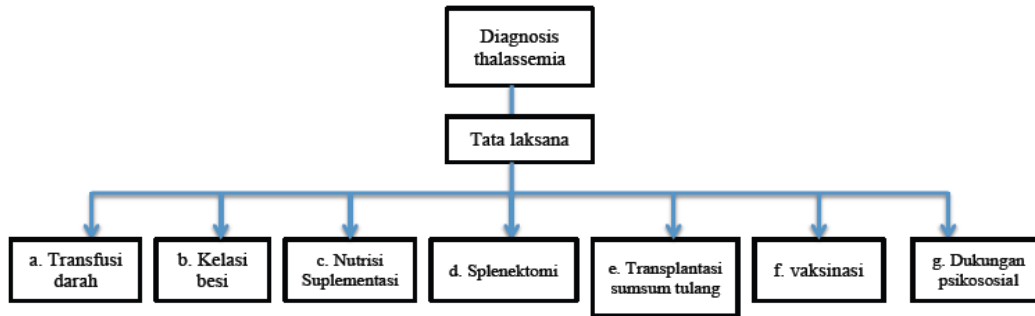 Diagnosis
thalassemia
Tata laksana
a. Transfusi
darah
b. Kelasi
besi
c. Nutrisi
Suplementasi
d. Splenektomi
e. Transplantasi
sumsum tulang
f. vaksinasi
g. Dukungan
psikososial